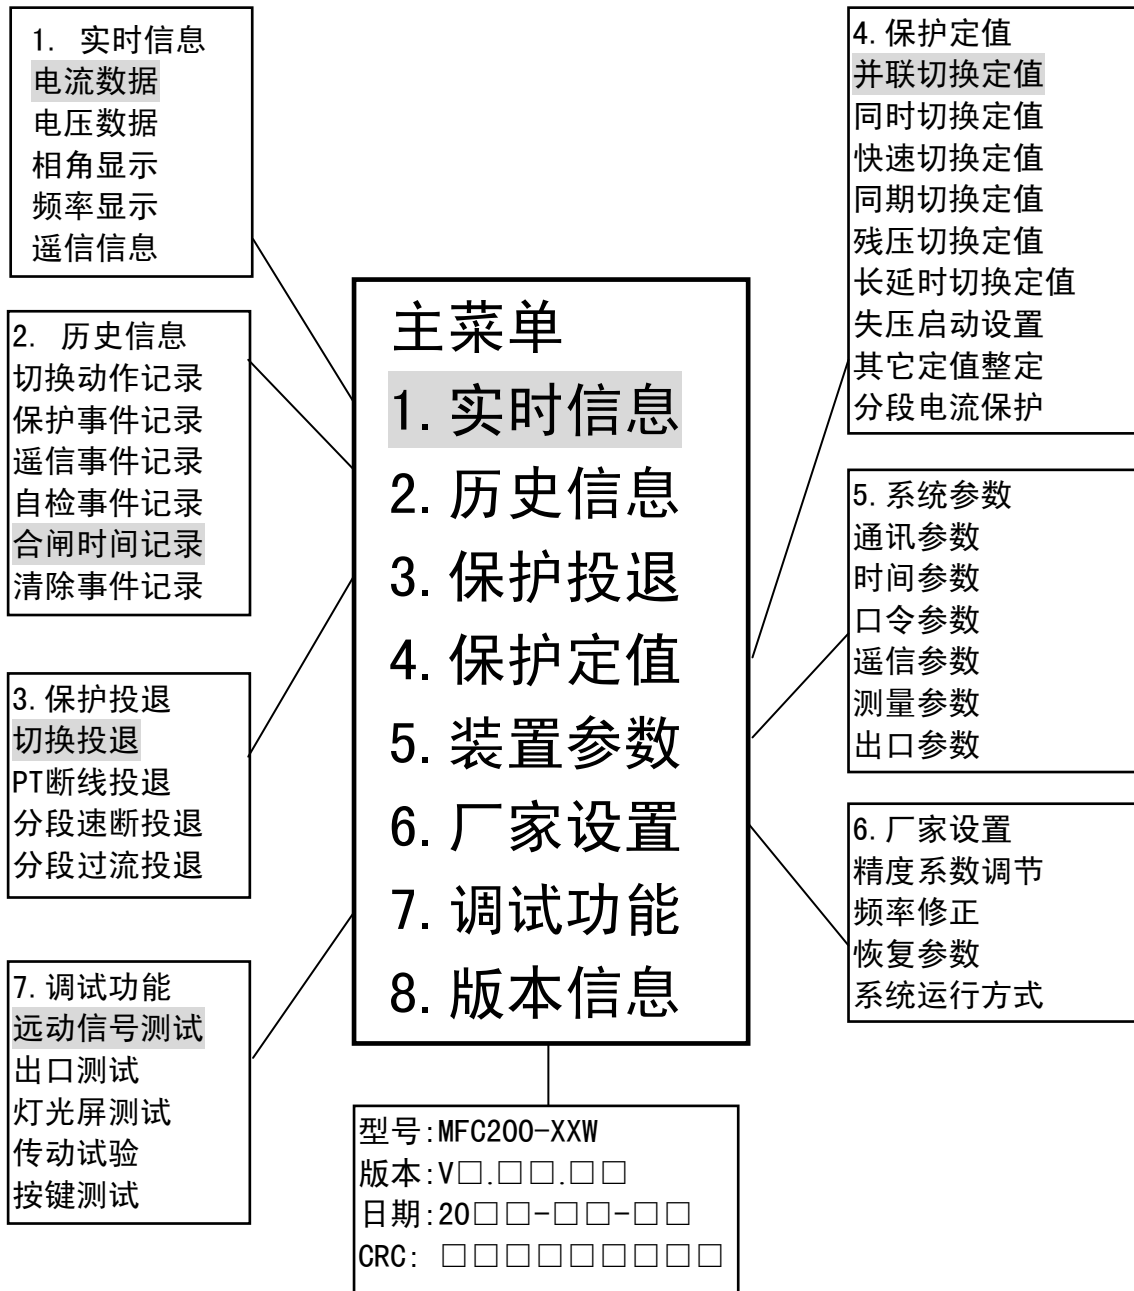 1. 实时信息
电流数据
电压数据
相角显示
频率显示
遥信信息
2. 历史信息
切换动作记录
保护事件记录
遥信事件记录
自检事件记录
合闸时间记录
清除事件记录
3.保护投退
切换投退
PT断线投退
分段速断投退
分段过流投退
7.调试功能
远动信号测试
出口测试
灯光屏测试
传动试验
按键测试
主菜单
1.实时信息
2.历史信息
3.保护投退
4.保护定值
5.装置参数
6.厂家设置
7.调试功能
8.版本信息
型号:MFC200-XXW
版本:V□.□□.□□
日期:20□□-□□-□□
CRC: □□□□□□□□□
4.保护定值
并联切换定值
同时切换定值
快速切换定值
同期切换定值
残压切换定值
长延时切换定值
失压启动设置
其它定值整定
分段电流保护
5.系统参数
通讯参数
时间参数
口令参数
遥信参数
测量参数
出口参数
6.厂家设置
精度系数调节
频率修正
恢复参数
系统运行方式